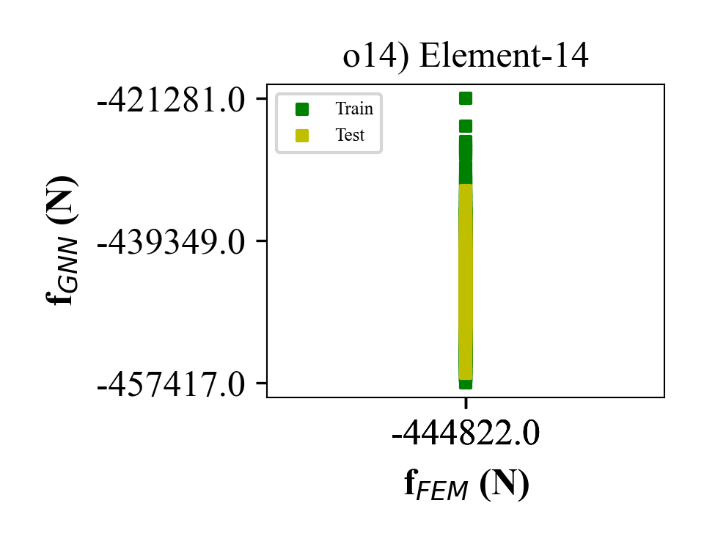 o14) Element-14
-421281.0
Train
Test
f_GNN (N)
-439349.0
-457417.0
-444822.0
f_FEM (N)